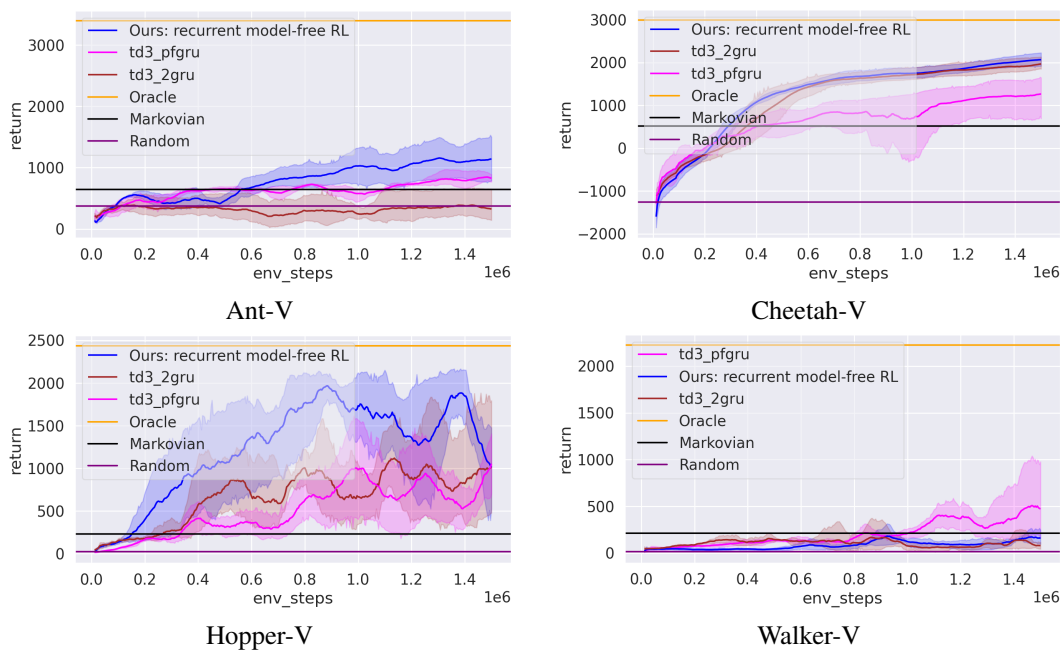 3000
2000
1000
0
return
Ours: recurrent model-free RL
td3_pfgru
td3_2gru
Oracle
Markovian
Random
0.0 0.2 0.4 0.6 0.8 1.0 1.2 1.4
1e6
env_steps
Ant-V
3000
2000
1000
0
−1000
−2000
return
Ours: recurrent model-free RL
td3_2gru
td3_pfgru
Oracle
Markovian
Random
0.0 0.2 0.4 0.6 0.8 1.0 1.2 1.4
1e6
env_steps
Cheetah-V
2500
2000
1500
1000
500
0
return
Ours: recurrent model-free RL
td3_2gru
td3_pfgru
Oracle
Markovian
Random
0.0 0.2 0.4 0.6 0.8 1.0 1.2 1.4
1e6
env_steps
Hopper-V
2000
1500
1000
500
0
return
td3_pfgru
Ours: recurrent model-free RL
td3_2gru
Oracle
Markovian
Random
0.0 0.2 0.4 0.6 0.8 1.0 1.2 1.4
1e6
env_steps
Walker-V